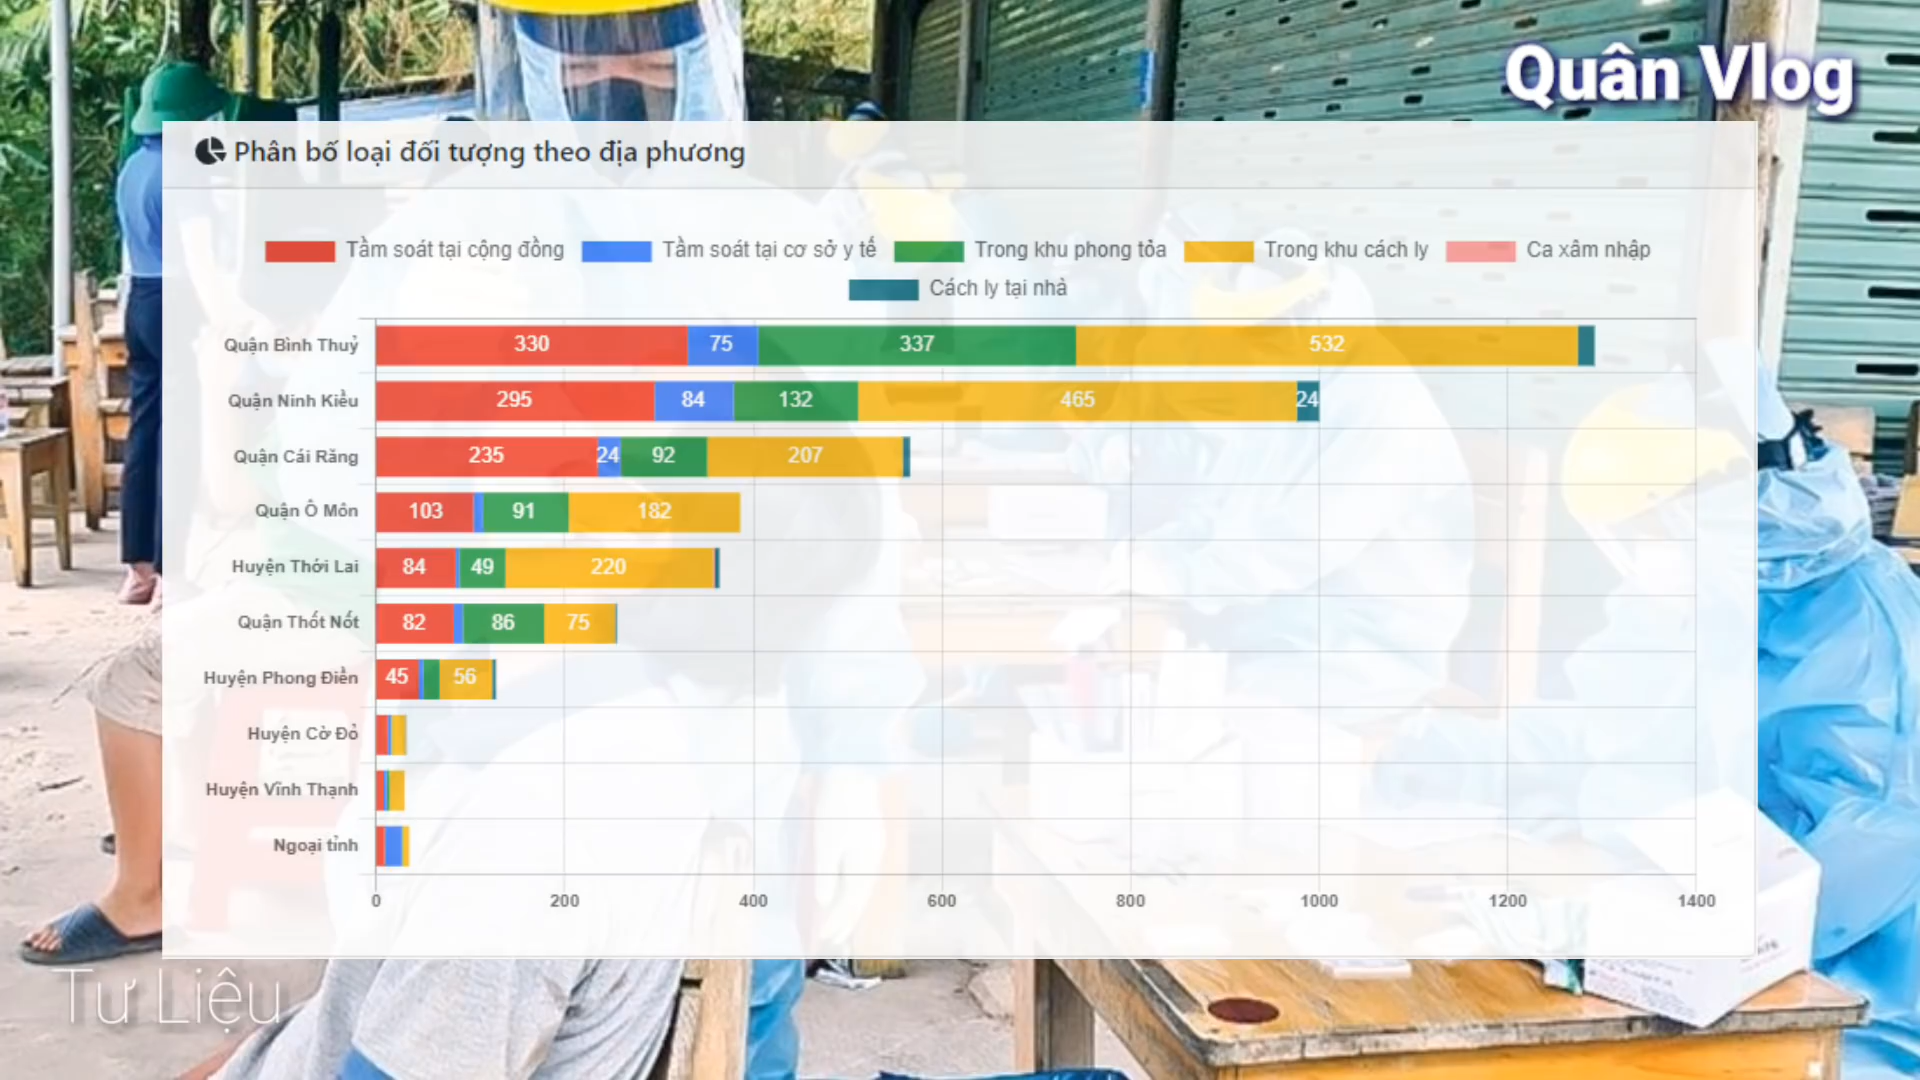 Quân Vlog
Phân bố loại đối tượng theo địa phương
Tầm soát tại cộng đồng Tầm soát tại cơ sở y tế Trong khu phong tỏa Trong khu cách ly Ca xâm nhập
Cách ly tại nhà
Quận Bình Thuỷ 330 75 337 532
Quận Ninh Kiều 295 84 132 465 24
Quận Cái Răng 235 24 92 207
Quận Ô Môn 103 91 182
Huyện Thới Lai 84 49 220
Quận Thốt Nốt 82 86 75
Huyện Phong Điền 45 56
Huyện Cờ Đỏ
Huyện Vĩnh Thạnh
Ngoại tỉnh
0 200 400 600 800 1000 1200 1400
Tư Liệu